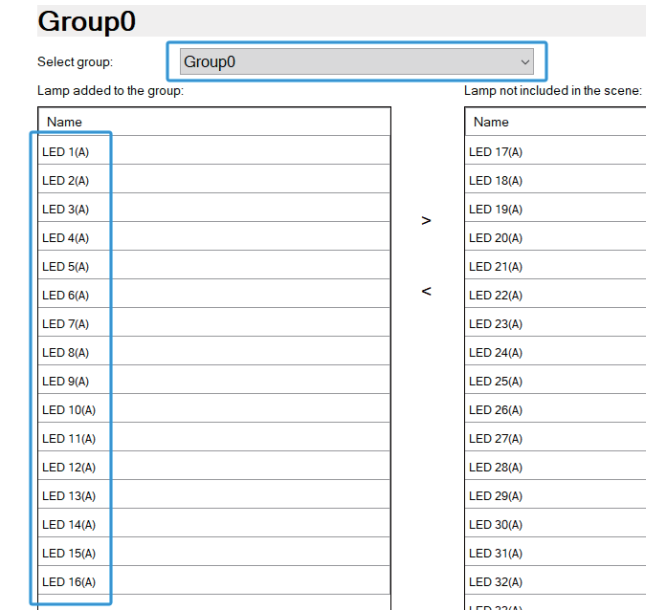 Group0
Select group: Group0
Lamp added to the group:
Name
LED 1(A)
LED 2(A)
LED 3(A)
LED 4(A)
LED 5(A)
LED 6(A)
LED 7(A)
LED 8(A)
LED 9(A)
LED 10(A)
LED 11(A)
LED 12(A)
LED 13(A)
LED 14(A)
LED 15(A)
LED 16(A)
>
<
Lamp not included in the scene:
Name
LED 17(A)
LED 18(A)
LED 19(A)
LED 20(A)
LED 21(A)
LED 22(A)
LED 23(A)
LED 24(A)
LED 25(A)
LED 26(A)
LED 27(A)
LED 28(A)
LED 29(A)
LED 30(A)
LED 31(A)
LED 32(A)